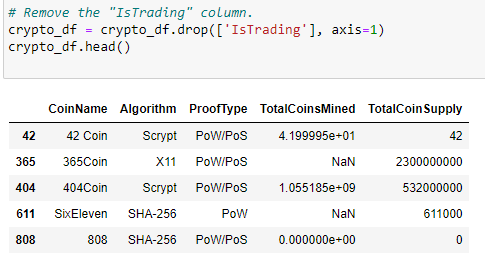 # Remove the "IsTrading" column.
crypto_df = crypto_df.drop(['IsTrading'], axis=1)
crypto_df.head()
CoinName Algorithm ProofType TotalCoinsMined TotalCoinSupply
42 42 Coin Scrypt PoW/PoS 4.199995e+01 42
365 365Coin X11 PoW/PoS NaN 2300000000
404 404Coin Scrypt PoW/PoS 1.055185e+09 532000000
611 SixEleven SHA-256 PoW NaN 611000
808 808 SHA-256 PoW/PoS 0.000000e+00 0